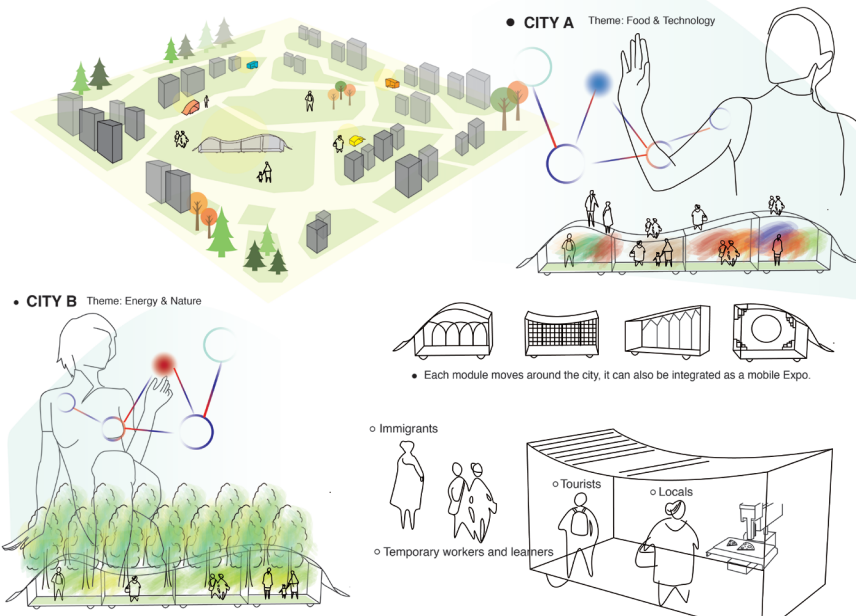 CITY A Theme: Food & Technology
CITY B Theme: Energy & Nature
Each module moves around the city, it can also be integrated as a mobile Expo.
Immigrants
Tourists
Locals
Temporary workers and learners